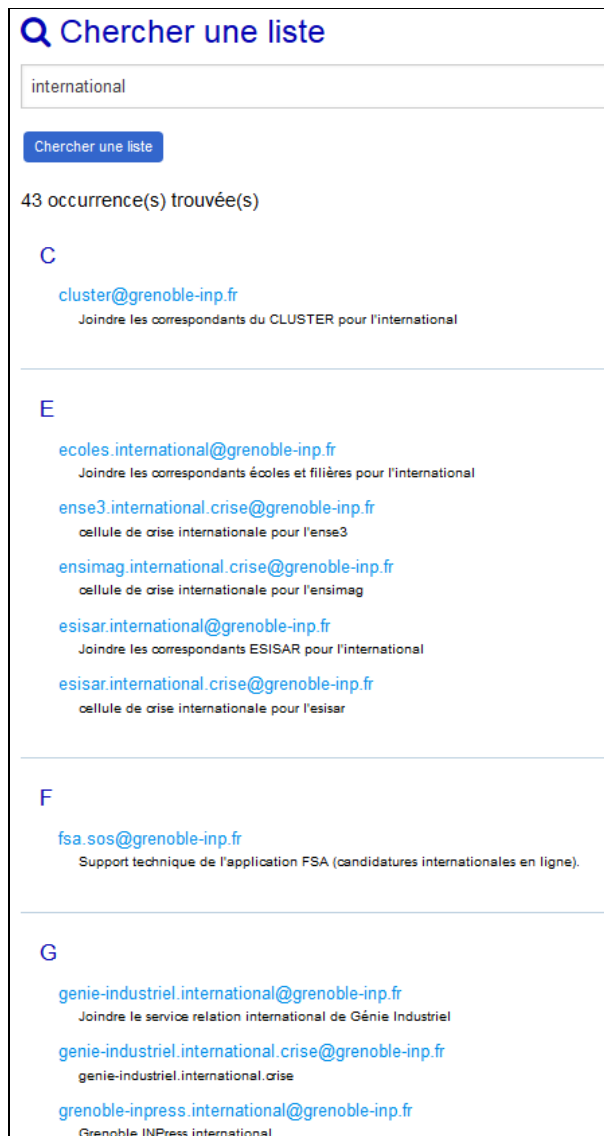 Chercher une liste
international
Chercher une liste
43 occurrence(s) trouvée(s)
C
cluster@grenoble-inp.fr
Joindre les correspondants du CLUSTER pour l'international
E
ecoles.international@grenoble-inp.fr
Joindre les correspondants écoles et filières pour l'international
ense3.international.crise@grenoble-inp.fr
cellule de crise internationale pour l'ense3
ensimag.international.crise@grenoble-inp.fr
cellule de crise internationale pour l'ensimag
esisar.international@grenoble-inp.fr
Joindre les correspondants ESISAR pour l'international
esisar.international.crise@grenoble-inp.fr
cellule de crise internationale pour l'esisar
F
fsa.sos@grenoble-inp.fr
Support technique de l'application FSA (candidatures internationales en ligne).
G
genie-industriel.international@grenoble-inp.fr
Joindre le service relation international de Génie Industriel
genie-industriel.international.crise@grenoble-inp.fr
genie-industriel.international.crise
grenoble-inpress.international@grenoble-inp.fr
Grenoble INPress international